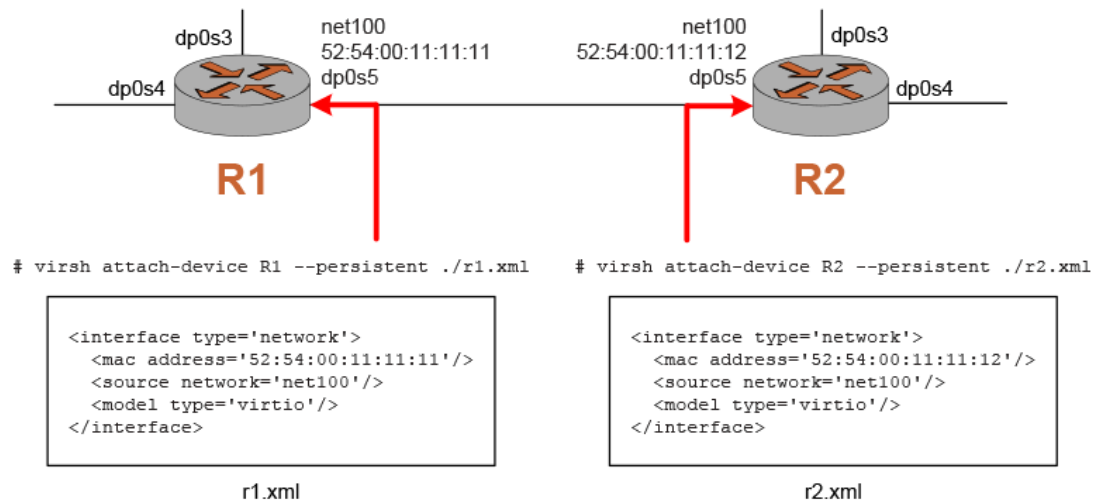 dp0s3
net100
52:54:00:11:11:11
dp0s5
dp0s4
R1
net100
52:54:00:11:11:12
dp0s5
dp0s3
dp0s4
R2
# virsh attach-device R1 --persistent ./r1.xml
<interface type='network'>
  <mac address='52:54:00:11:11:11'/>
  <source network='net100'/>
  <model type='virtio'/>
</interface>
r1.xml
# virsh attach-device R2 --persistent ./r2.xml
<interface type='network'>
  <mac address='52:54:00:11:11:12'/>
  <source network='net100'/>
  <model type='virtio'/>
</interface>
r2.xml